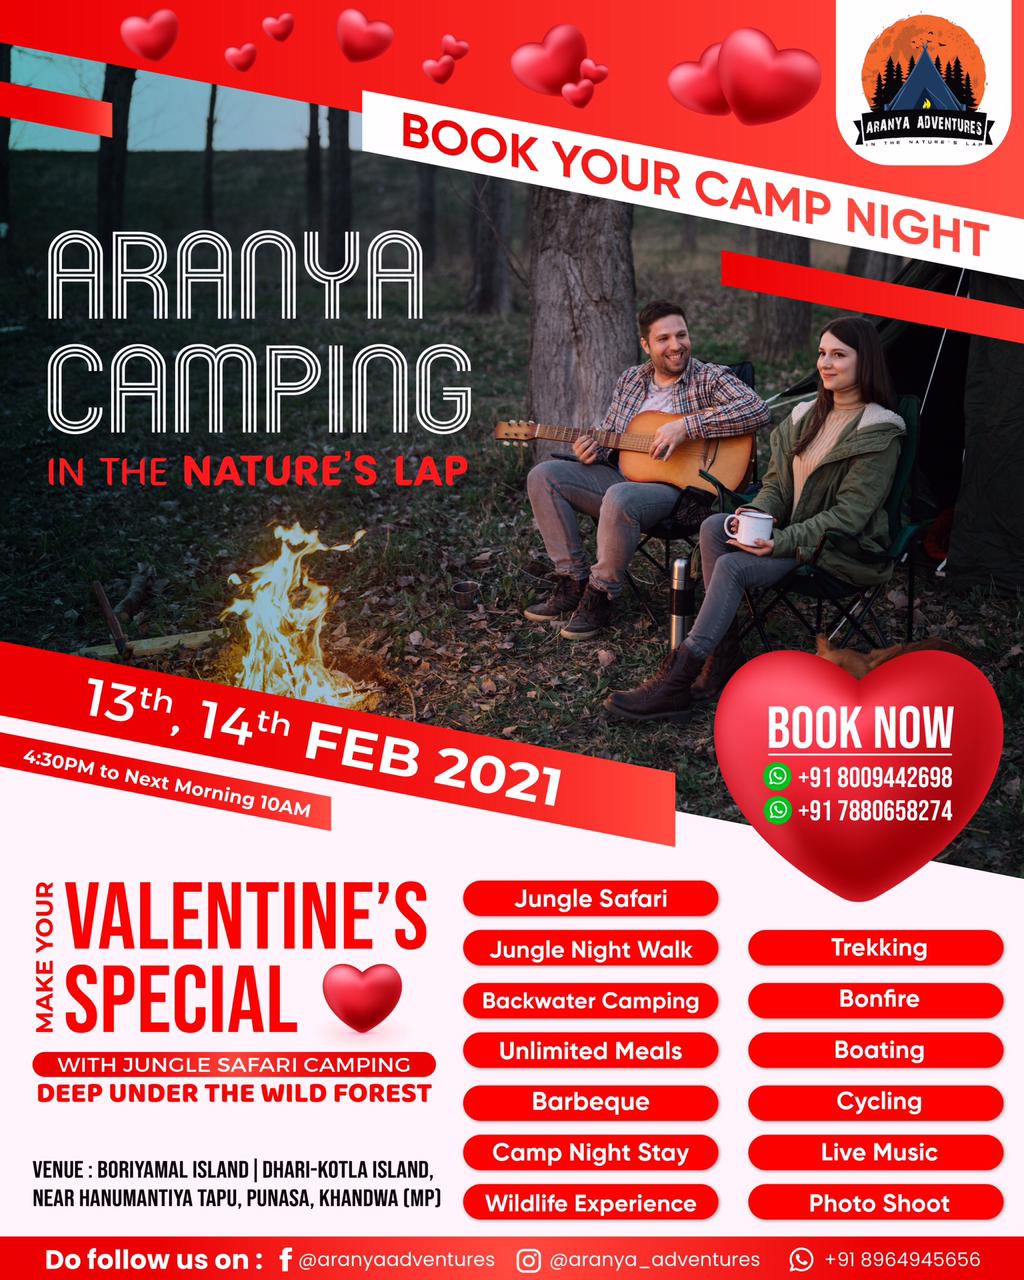 BOOK YOUR CAMP NIGHT
ARANYA ADVENTURES
IN THE NATURE'S LAP
ARANYA
CAMPING
IN THE NATURE'S LAP
13th, 14th FEB 2021
4:30PM to Next Morning 10AM
BOOK NOW
+91 8009442698
+91 7880658274
MAKE YOUR
VALENTINE'S
SPECIAL
WITH JUNGLE SAFARI CAMPING
DEEP UNDER THE WILD FOREST
VENUE : BORIYAMAL ISLAND | DHARI-KOTLA ISLAND,
NEAR HANUMANTIYA TAPU, PUNASA, KHANDWA (MP)
Jungle Safari
Jungle Night Walk
Backwater Camping
Unlimited Meals
Barbeque
Camp Night Stay
Wildlife Experience
Trekking
Bonfire
Boating
Cycling
Live Music
Photo Shoot
Do follow us on : @aranyaadventures @aranya_adventures +91 8964945656